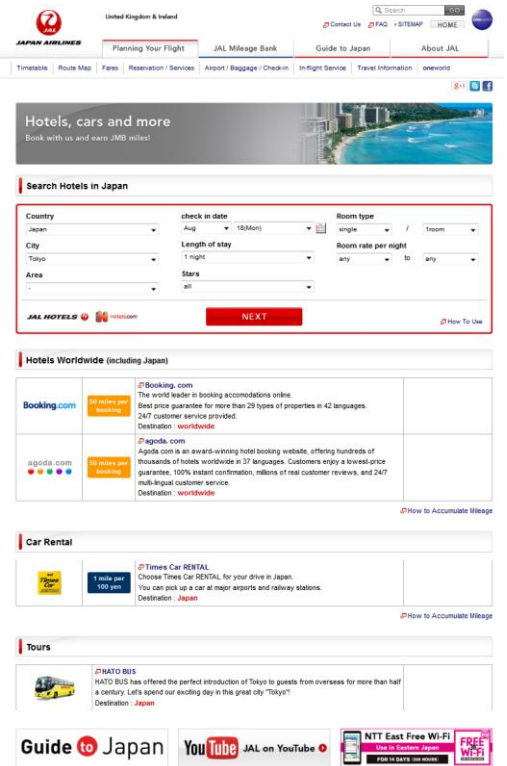 United Kingdom & Ireland
Search
GO
Contact Us
FAQ
SITEMAP
HOME
JAL
JAPAN AIRLINES
Planning Your Flight
JAL Mileage Bank
Guide to Japan
About JAL
Timetable
Route Map
Fares
Reservation / Services
Airport / Baggage / Check-in
In-flight Service
Travel Information
oneworld
Hotels, cars and more
Book with us and earn JMB miles!
Search Hotels in Japan
Country
check in date
Room type
Japan
Aug
18(Mon)
single
/
1room
City
Length of stay
Room rate per night
Tokyo
1 night
any
to
any
Area
Stars
-
all
JAL HOTELS
Hotels.com
NEXT
How To Use
Hotels Worldwide (including Japan)
Booking.com
50 miles per
booking
Booking. com
The world leader in booking accomodations online.
Best price guarantee for more than 29 types of properties in 42 languages.
24/7 customer service provided.
Destination : worldwide
agoda.com
50 miles per
booking
agoda. com
Agoda.com is an award-winning hotel booking website, offering hundreds of
thousands of hotels worldwide in 37 languages. Customers enjoy a lowest-price
guarantee, 100% instant confirmation, millions of real customer reviews, and 24/7
multi-lingual customer service.
Destination : worldwide
How to Accumulate Mileage
Car Rental
Times
Car
1 mile per
100 yen
Times Car RENTAL
Choose Times Car RENTAL for your drive in Japan.
You can pick up a car at major airports and railway stations.
Destination : Japan
How to Accumulate Mileage
Tours
HATO BUS
HATO BUS has offered the perfect introduction of Tokyo to guests from overseas for more than half
a century. Let's spend our exciting day in this great city "Tokyo"!
Destination : Japan
Guide to Japan
YouTube
JAL on YouTube
NTT East Free Wi-Fi
Use in Eastern Japan
FOR 14 DAYS (336 HOURS)
FREE
Wi-Fi